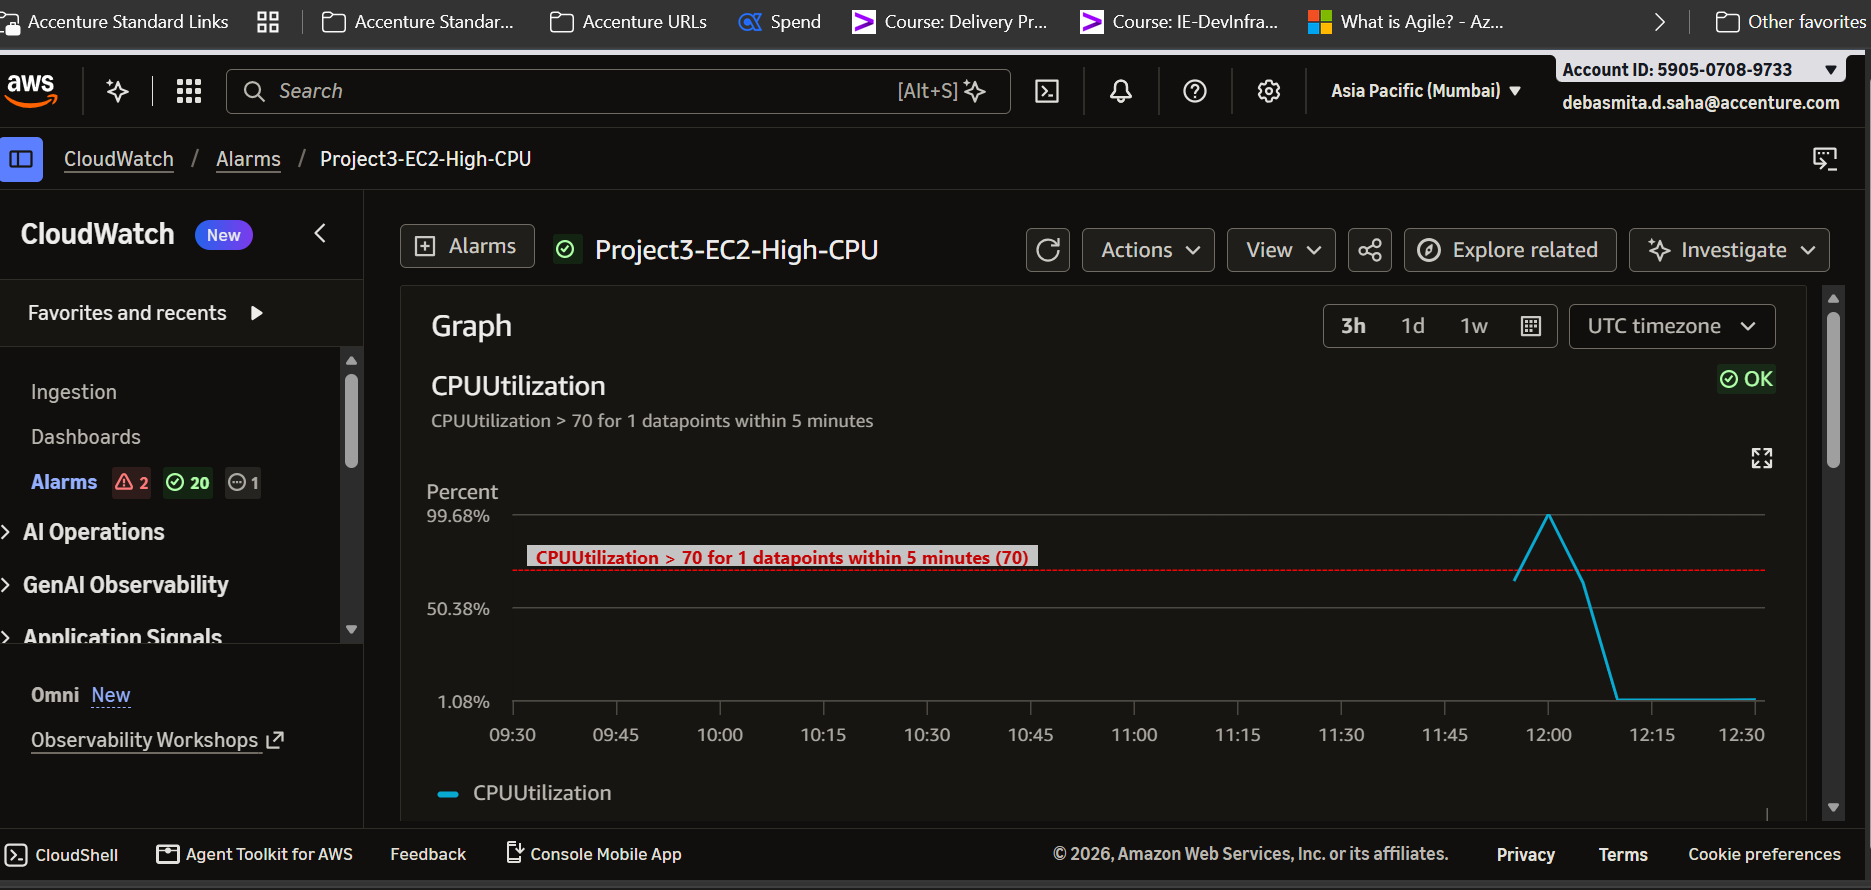 Accenture Standard Links
Accenture Standar...
Accenture URLs
Spend
Course: Delivery Pr...
Course: IE-DevInfra...
What is Agile? - Az...
Other favorites
aws
Search
[Alt+S]
Asia Pacific (Mumbai)
Account ID: 5905-0708-9733
debasmita.d.saha@accenture.com
CloudWatch / Alarms / Project3-EC2-High-CPU
CloudWatch New
Favorites and recents
Ingestion
Dashboards
Alarms 2 20 1
AI Operations
GenAI Observability
Application Signals
Omni New
Observability Workshops
Alarms
Project3-EC2-High-CPU
Actions
View
Explore related
Investigate
Graph
3h 1d 1w
UTC timezone
CPUUtilization
OK
CPUUtilization > 70 for 1 datapoints within 5 minutes
Percent
99.68%
CPUUtilization > 70 for 1 datapoints within 5 minutes (70)
50.38%
1.08%
09:30 09:45 10:00 10:15 10:30 10:45 11:00 11:15 11:30 11:45 12:00 12:15 12:30
CPUUtilization
CloudShell
Agent Toolkit for AWS
Feedback
Console Mobile App
© 2026, Amazon Web Services, Inc. or its affiliates.
Privacy
Terms
Cookie preferences